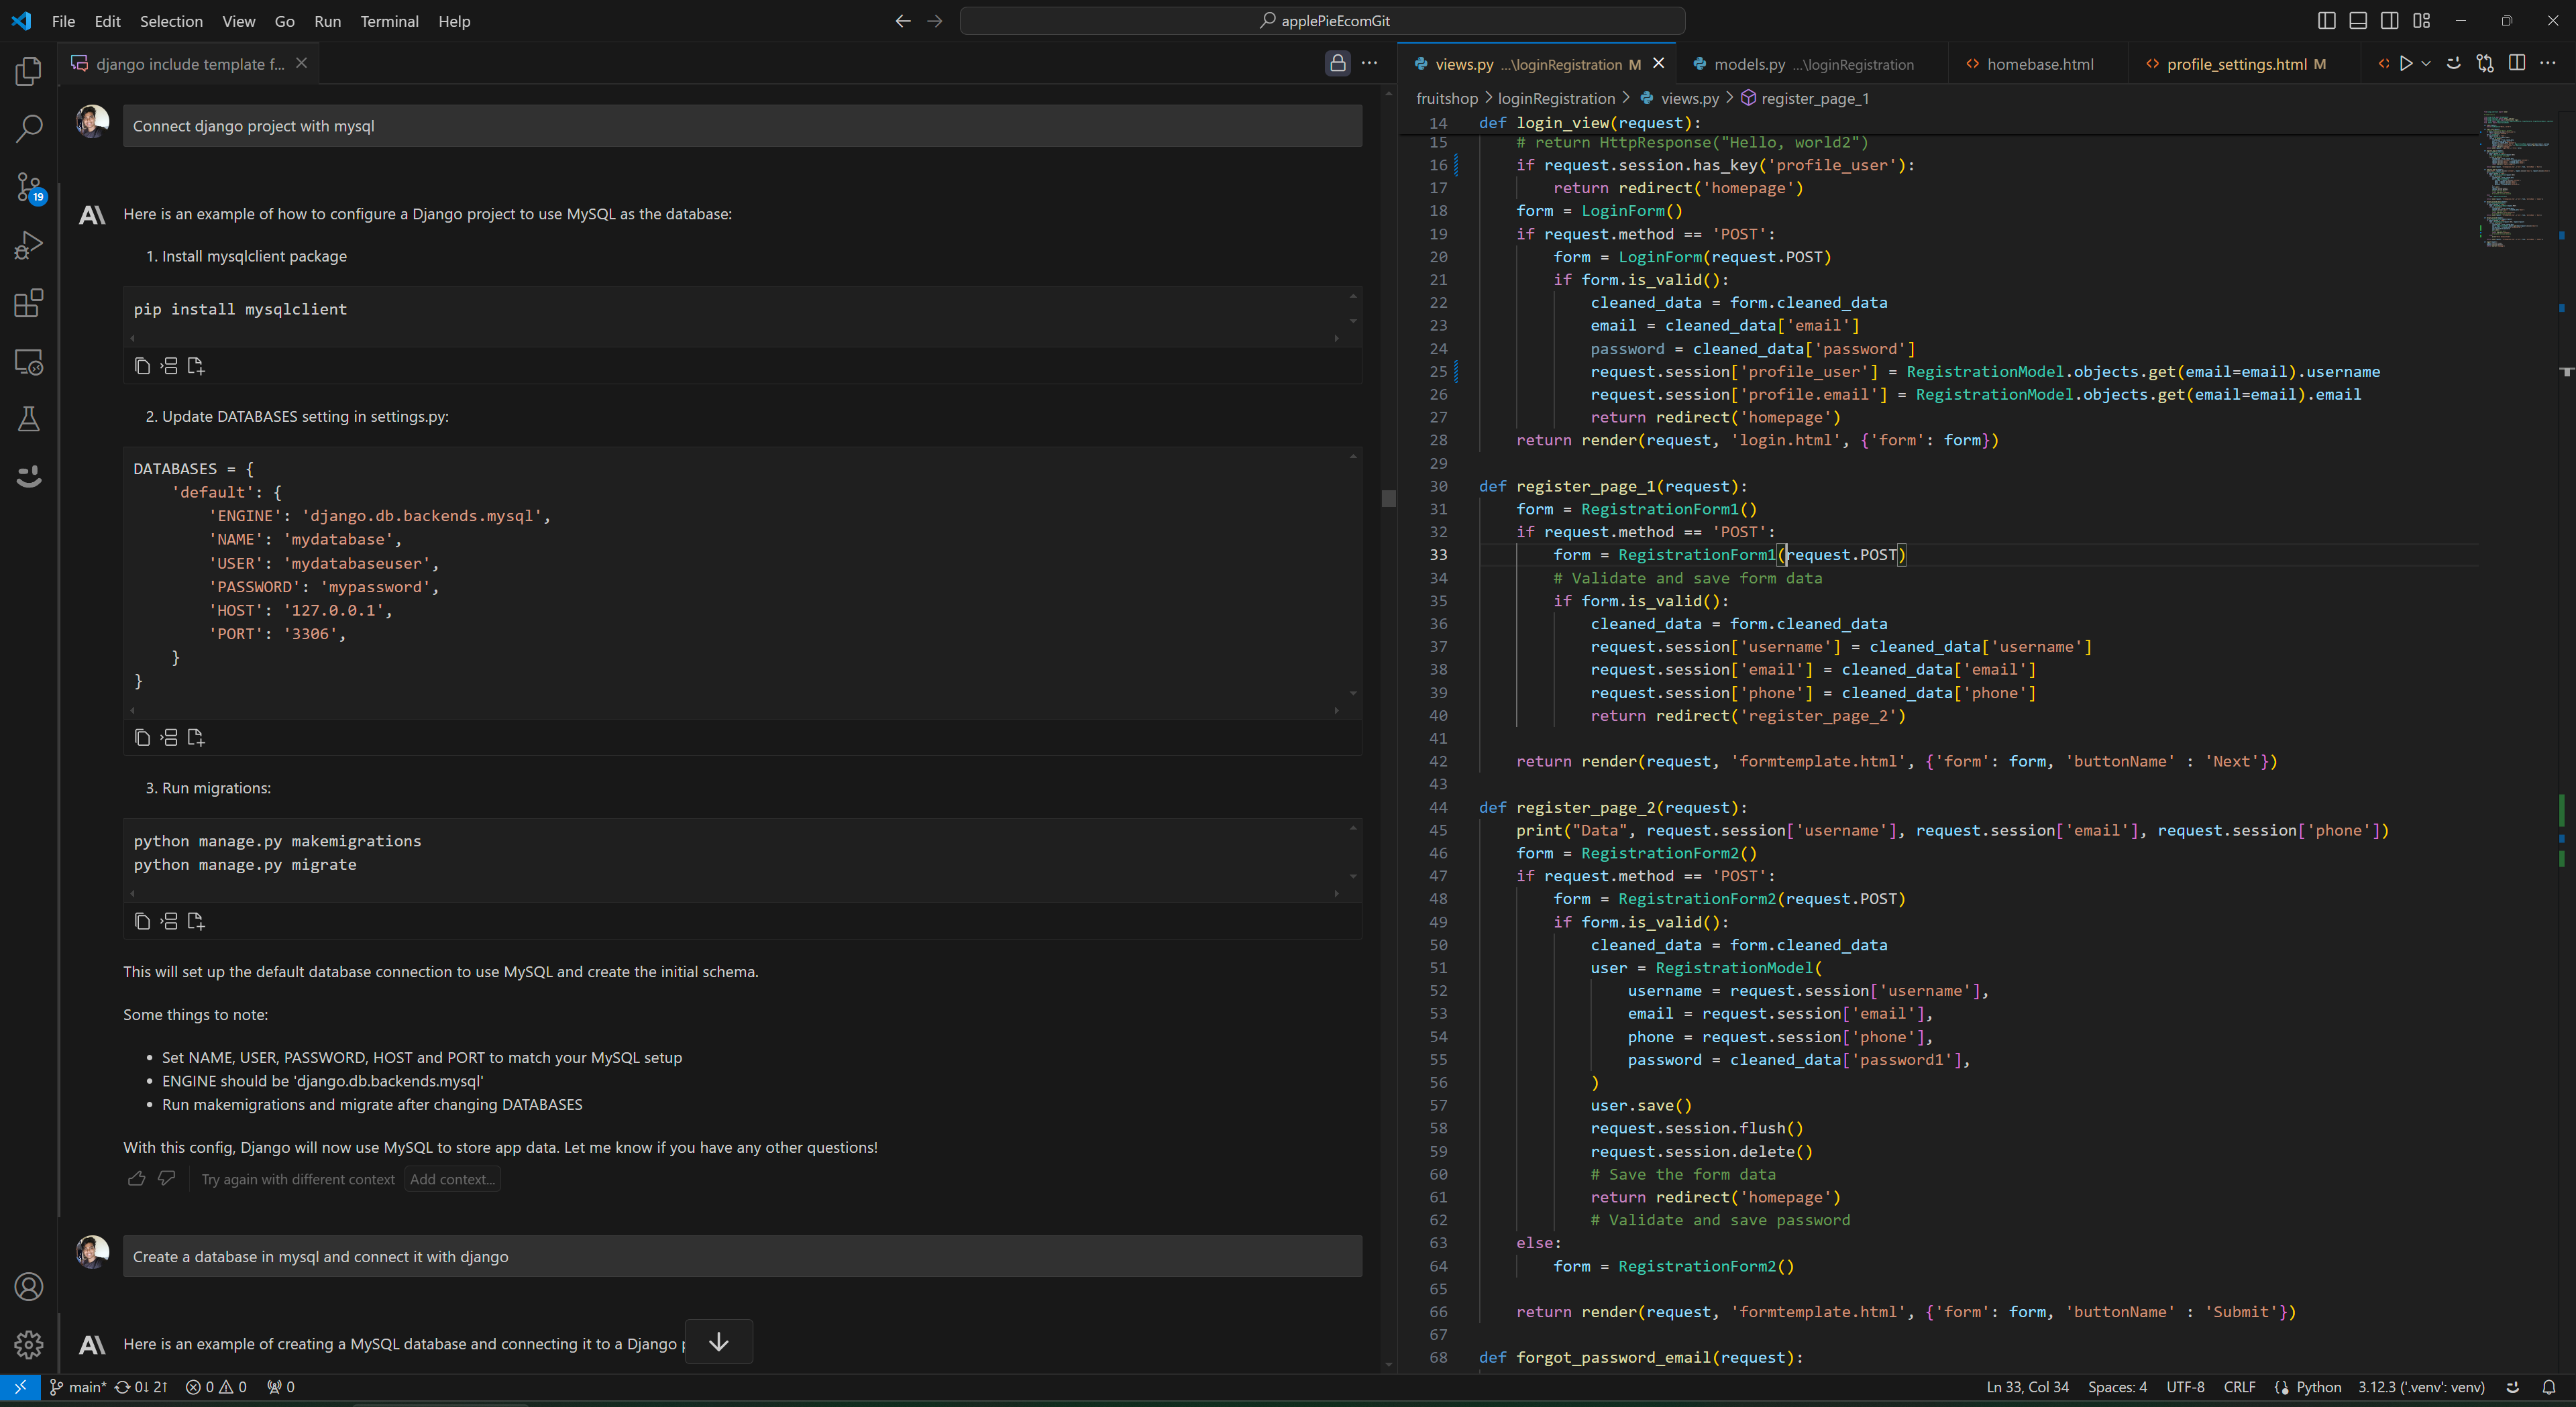 File Edit Selection View Go Run Terminal Help
applePieEcomGit
django include template f...
Connect django project with mysql
Here is an example of how to configure a Django project to use MySQL as the database:
1. Install mysqlclient package
pip install mysqlclient
2. Update DATABASES setting in settings.py:
DATABASES = {
'default': {
'ENGINE': 'django.db.backends.mysql',
'NAME': 'mydatabase',
'USER': 'mydatabaseuser',
'PASSWORD': 'mypassword',
'HOST': '127.0.0.1',
'PORT': '3306',
}
}
3. Run migrations:
python manage.py makemigrations
python manage.py migrate
This will set up the default database connection to use MySQL and create the initial schema.
Some things to note:
• Set NAME, USER, PASSWORD, HOST and PORT to match your MySQL setup
• ENGINE should be 'django.db.backends.mysql'
• Run makemigrations and migrate after changing DATABASES
With this config, Django will now use MySQL to store app data. Let me know if you have any other questions!
Try again with different context Add context...
Create a database in mysql and connect it with django
Here is an example of creating a MySQL database and connecting it to a Django p
19
views.py ...\loginRegistration M models.py ...\loginRegistration homebase.html profile_settings.html M
fruitshop > loginRegistration > views.py > register_page_1
14 def login_view(request):
15 # return HttpResponse("Hello, world2")
16 if request.session.has_key('profile_user'):
17 return redirect('homepage')
18 form = LoginForm()
19 if request.method == 'POST':
20 form = LoginForm(request.POST)
21 if form.is_valid():
22 cleaned_data = form.cleaned_data
23 email = cleaned_data['email']
24 password = cleaned_data['password']
25 request.session['profile_user'] = RegistrationModel.objects.get(email=email).username
26 request.session['profile.email'] = RegistrationModel.objects.get(email=email).email
27 return redirect('homepage')
28 return render(request, 'login.html', {'form': form})
29
30 def register_page_1(request):
31 form = RegistrationForm1()
32 if request.method == 'POST':
33 form = RegistrationForm1(request.POST)
34 # Validate and save form data
35 if form.is_valid():
36 cleaned_data = form.cleaned_data
37 request.session['username'] = cleaned_data['username']
38 request.session['email'] = cleaned_data['email']
39 request.session['phone'] = cleaned_data['phone']
40 return redirect('register_page_2')
41
42 return render(request, 'formtemplate.html', {'form': form, 'buttonName' : 'Next'})
43
44 def register_page_2(request):
45 print("Data", request.session['username'], request.session['email'], request.session['phone'])
46 form = RegistrationForm2()
47 if request.method == 'POST':
48 form = RegistrationForm2(request.POST)
49 if form.is_valid():
50 cleaned_data = form.cleaned_data
51 user = RegistrationModel(
52 username = request.session['username'],
53 email = request.session['email'],
54 phone = request.session['phone'],
55 password = cleaned_data['password1'],
56 )
57 user.save()
58 request.session.flush()
59 request.session.delete()
60 # Save the form data
61 return redirect('homepage')
62 # Validate and save password
63 else:
64 form = RegistrationForm2()
65
66 return render(request, 'formtemplate.html', {'form': form, 'buttonName' : 'Submit'})
67
68 def forgot_password_email(request):
main* 0↓ 2↑ 0 0 0
Ln 33, Col 34 Spaces: 4 UTF-8 CRLF Python 3.12.3 ('.venv': venv)